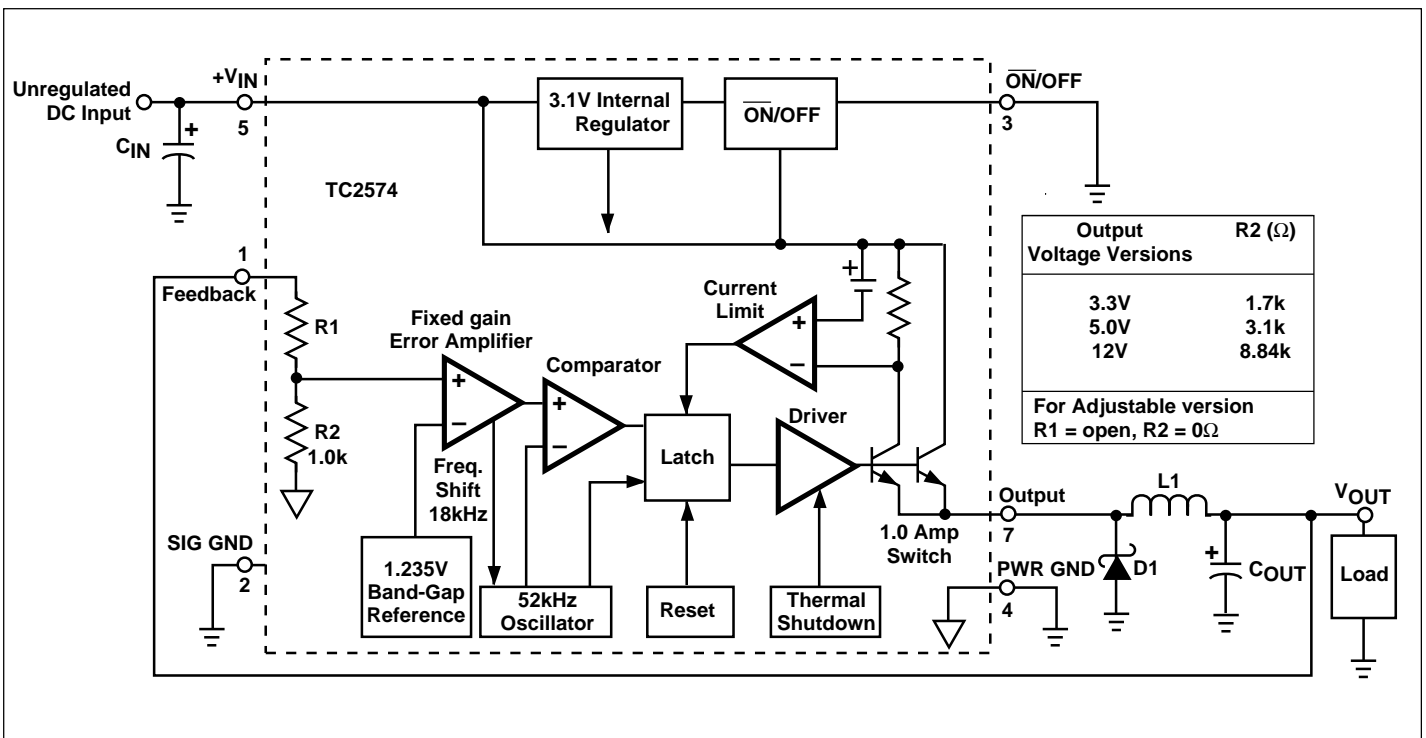 Unregulated
DC Input
+VIN
5
CIN
TC2574
3.1V Internal
Regulator
ON/OFF
ON/OFF
3
Output
Voltage Versions
R2 (Ω)
3.3V 1.7k
5.0V 3.1k
12V 8.84k
For Adjustable version
R1 = open, R2 = 0Ω
1
Feedback
R1
R2
1.0k
Fixed gain
Error Amplifier
+
–
Comparator
+
–
Current
Limit
+
–
+
Freq.
Shift
18kHz
Latch
Driver
SIG GND
2
1.235V
Band-Gap
Reference
52kHz
Oscillator
Reset
Thermal
Shutdown
1.0 Amp
Switch
Output
7
PWR GND
4
D1
L1
+
COUT
VOUT
Load
+